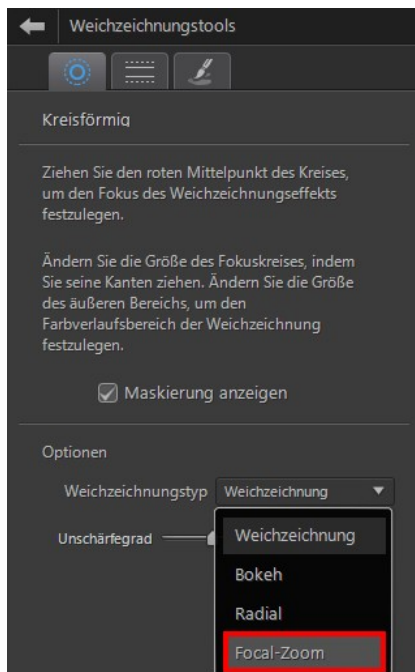 Weichzeichnungstools
Kreisförmig
Ziehen Sie den roten Mittelpunkt des Kreises,
um den Fokus des Weichzeichnungseffekts
festzulegen.
Ändern Sie die Größe des Fokuskreises, indem
Sie seine Kanten ziehen. Ändern Sie die Größe
des äußeren Bereichs, um den
Farbverlaufsbereich der Weichzeichnung
festzulegen.
Maskierung anzeigen
Optionen
Weichzeichnungstyp Weichzeichnung
Unschärfegrad
Weichzeichnung
Bokeh
Radial
Focal-Zoom